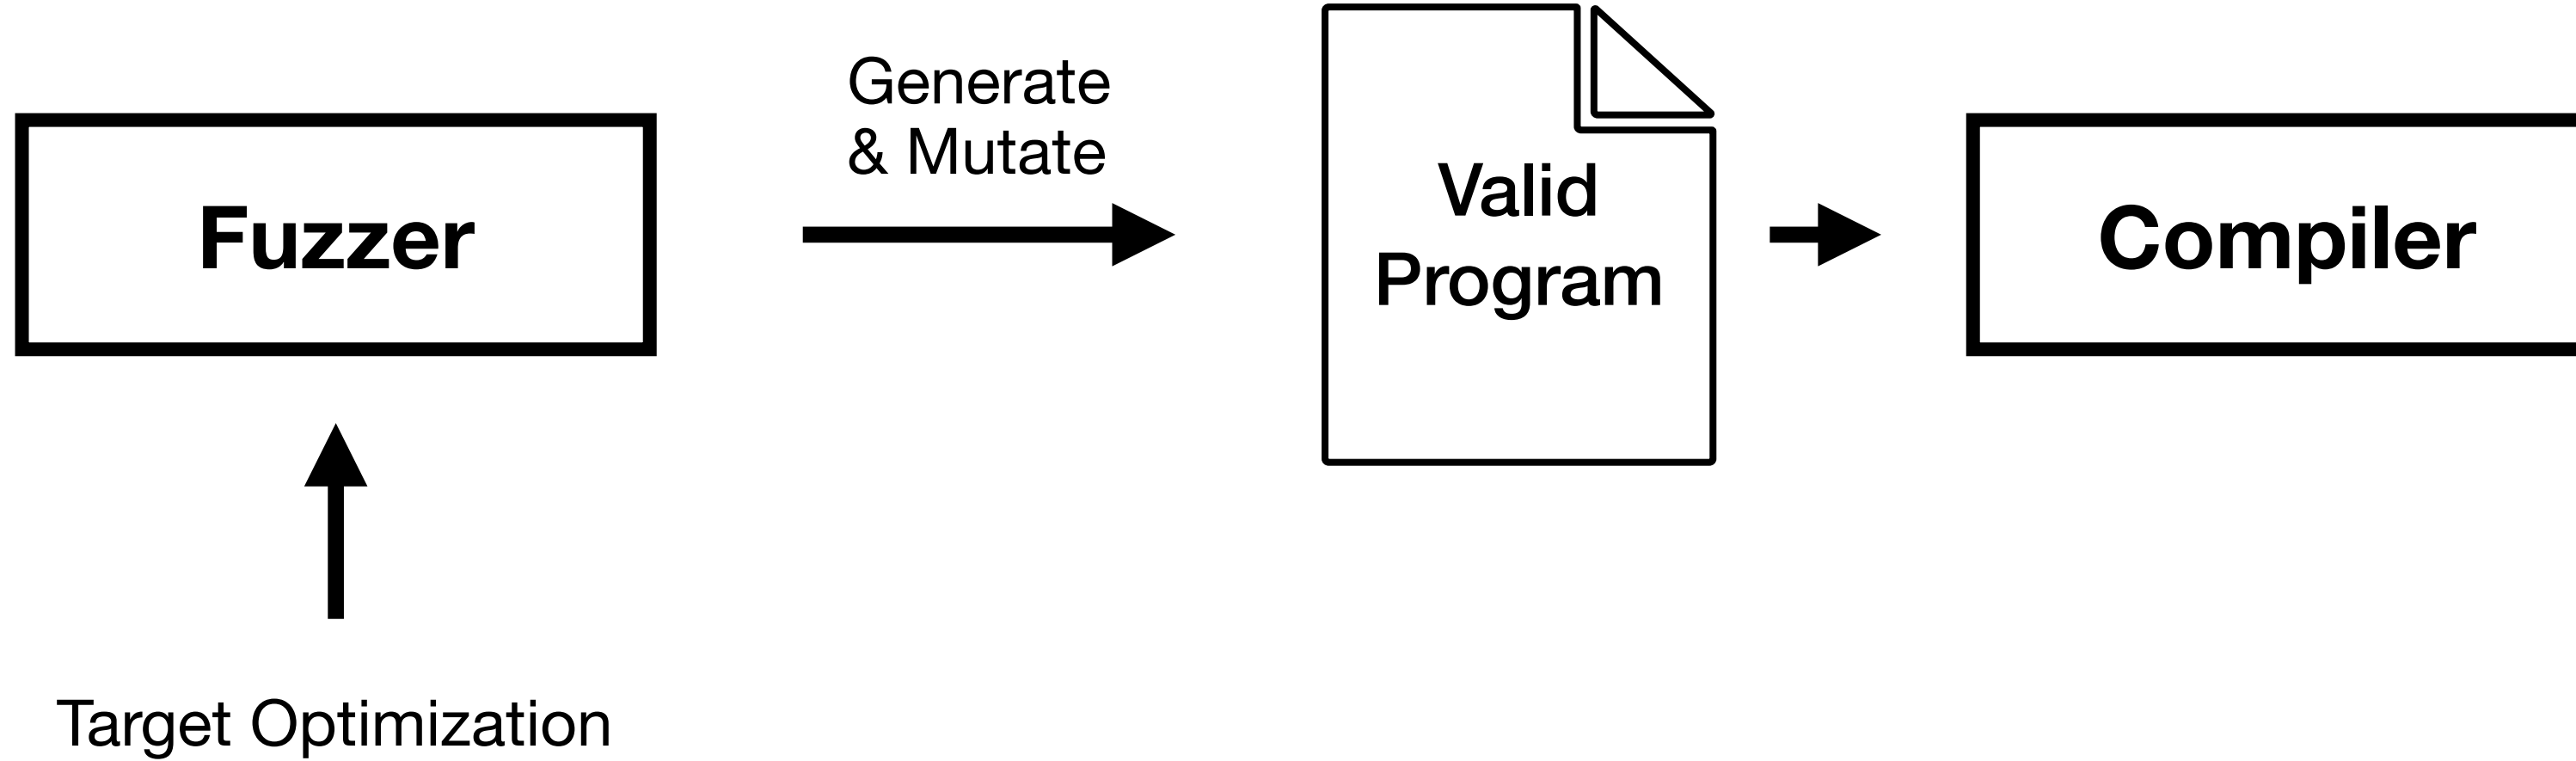 Fuzzer
Generate
& Mutate
Valid
Program
Compiler
Target Optimization